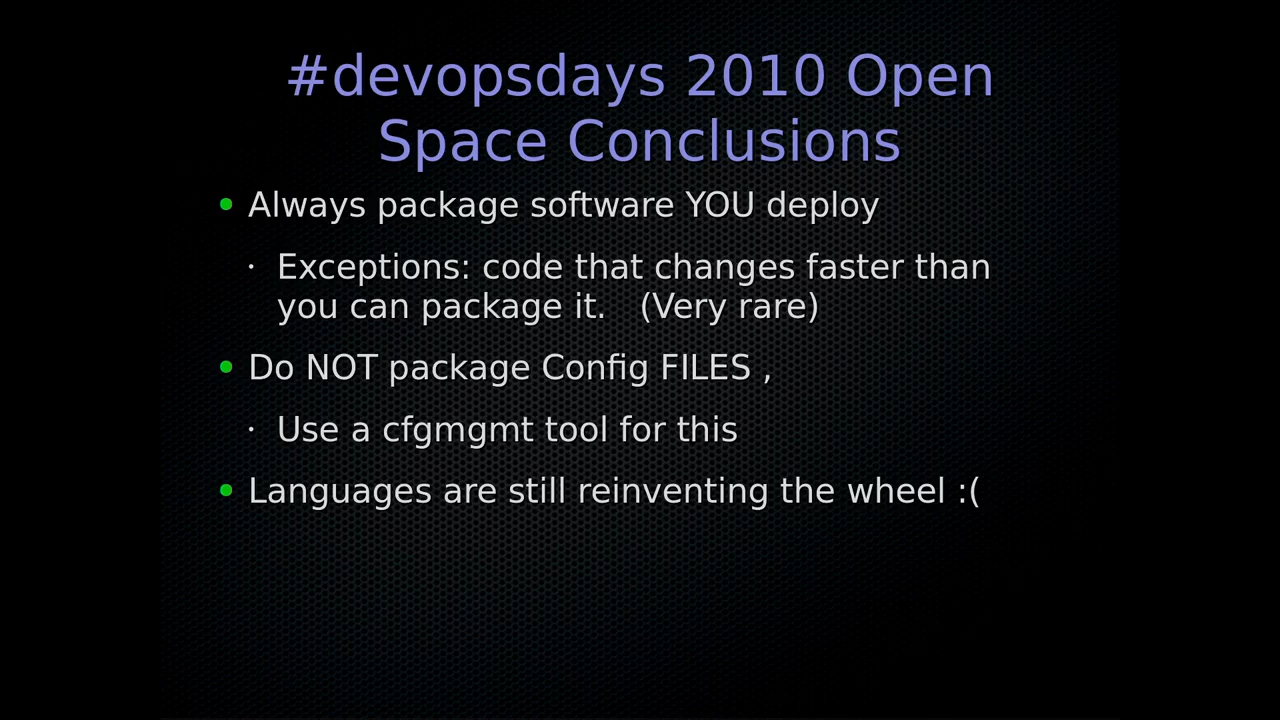 #devopsdays 2010 Open
Space Conclusions
• Always package software YOU deploy
· Exceptions: code that changes faster than
you can package it.   (Very rare)
• Do NOT package Config FILES ,
· Use a cfgmgmt tool for this
• Languages are still reinventing the wheel :(